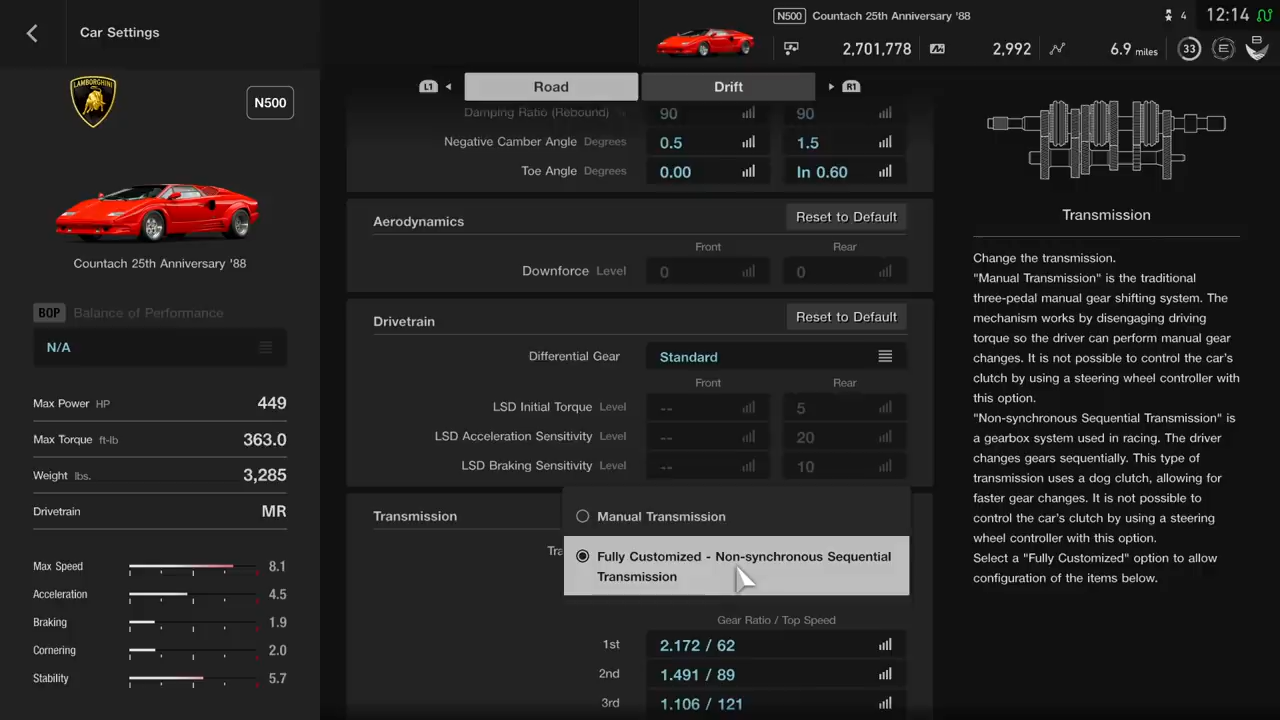 Car Settings
N500 Countach 25th Anniversary '88
4 12:14
2,701,778 2,992 6.9 miles 33 E B
LAMBORGHINI
N500
Countach 25th Anniversary '88
BOP Balance of Performance
N/A
Max Power HP 449
Max Torque ft-lb 363.0
Weight lbs. 3,285
Drivetrain MR
Max Speed 8.1
Acceleration 4.5
Braking 1.9
Cornering 2.0
Stability 5.7
L1 Road Drift R1
Damping Ratio (Rebound) 90 90
Negative Camber Angle Degrees 0.5 1.5
Toe Angle Degrees 0.00 In 0.60
Aerodynamics Reset to Default
Front Rear
Downforce Level 0 0
Drivetrain Reset to Default
Differential Gear Standard
Front Rear
LSD Initial Torque Level -- 5
LSD Acceleration Sensitivity Level -- 20
LSD Braking Sensitivity Level -- 10
Transmission
Manual Transmission
Tra
Fully Customized - Non-synchronous Sequential
Transmission
Gear Ratio / Top Speed
1st 2.172 / 62
2nd 1.491 / 89
3rd 1.106 / 121
Transmission
Change the transmission.
"Manual Transmission" is the traditional
three-pedal manual gear shifting system. The
mechanism works by disengaging driving
torque so the driver can perform manual gear
changes. It is not possible to control the car's
clutch by using a steering wheel controller with
this option.
"Non-synchronous Sequential Transmission" is
a gearbox system used in racing. The driver
changes gears sequentially. This type of
transmission uses a dog clutch, allowing for
faster gear changes. It is not possible to
control the car's clutch by using a steering
wheel controller with this option.
Select a "Fully Customized" option to allow
configuration of the items below.